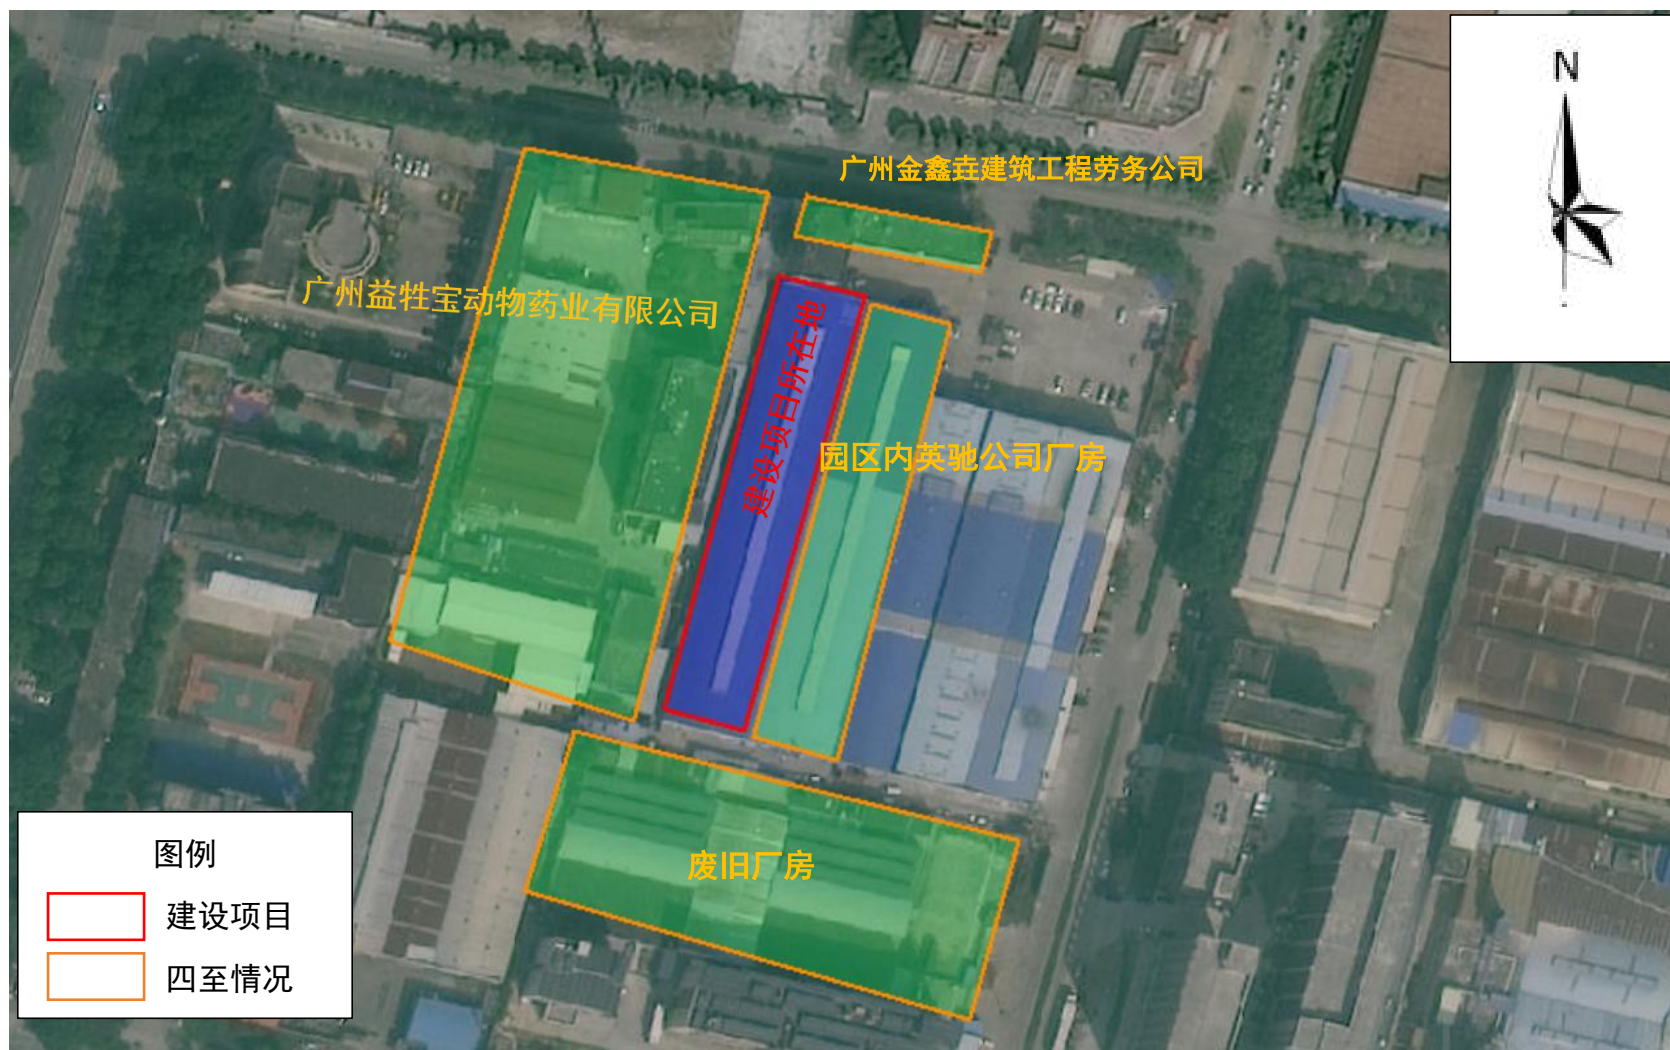 N
广州金鑫垚建筑工程劳务公司
广州益牲宝动物药业有限公司
建设项目所在地
园区内英驰公司厂房
废旧厂房
图例
建设项目
四至情况